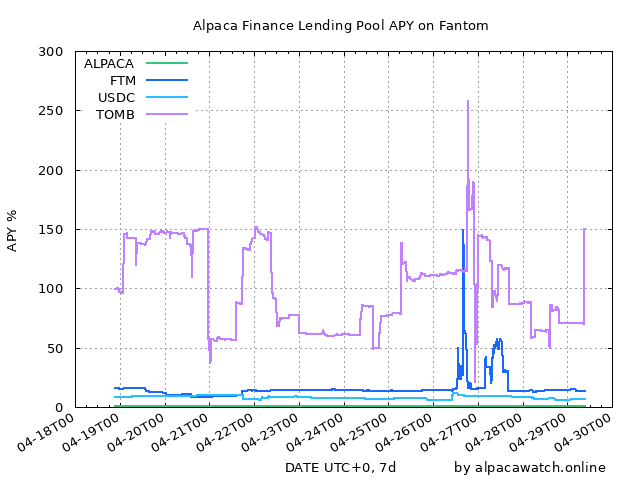 Alpaca Finance Lending Pool APY on Fantom
300
250
200
150
100
50
0
APY %
ALPACA
FTM
USDC
TOMB
04-18T00
04-19T00
04-20T00
04-21T00
04-22T00
04-23T00
04-24T00
04-25T00
04-26T00
04-27T00
04-28T00
04-29T00
04-30T00
DATE UTC+0, 7d
by alpacawatch.online